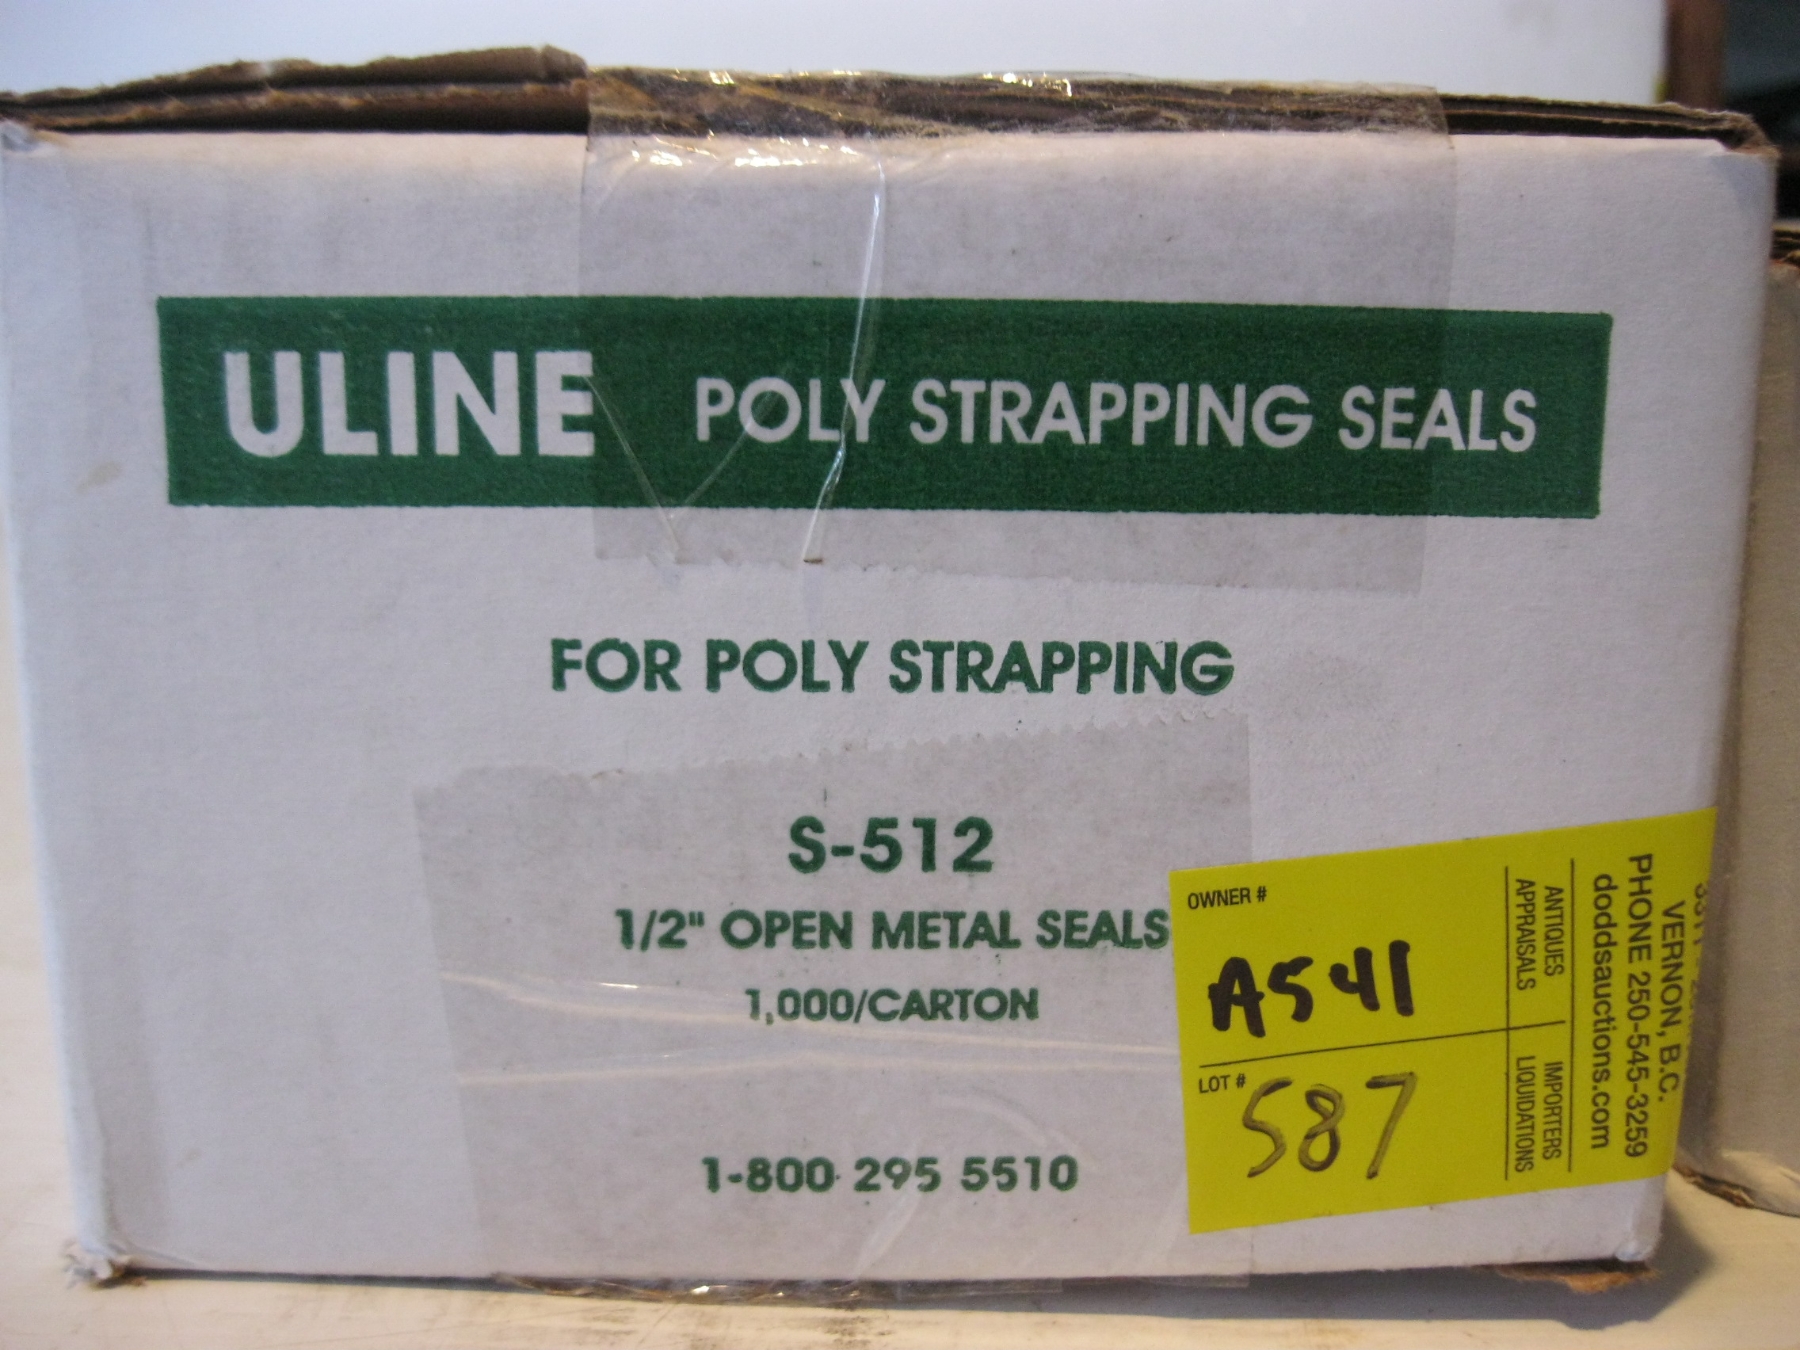 ULINE POLY STRAPPING SEALS
FOR POLY STRAPPING
S-512
1/2" OPEN METAL SEALS
1,000/CARTON
1-800 295 5510
OWNER #
A541
LOT #
587
ANTIQUES
APPRAISALS
IMPORTERS
LIQUIDATIONS
VERNON, B.C.
PHONE 250-545-3259
doddsauctions.com